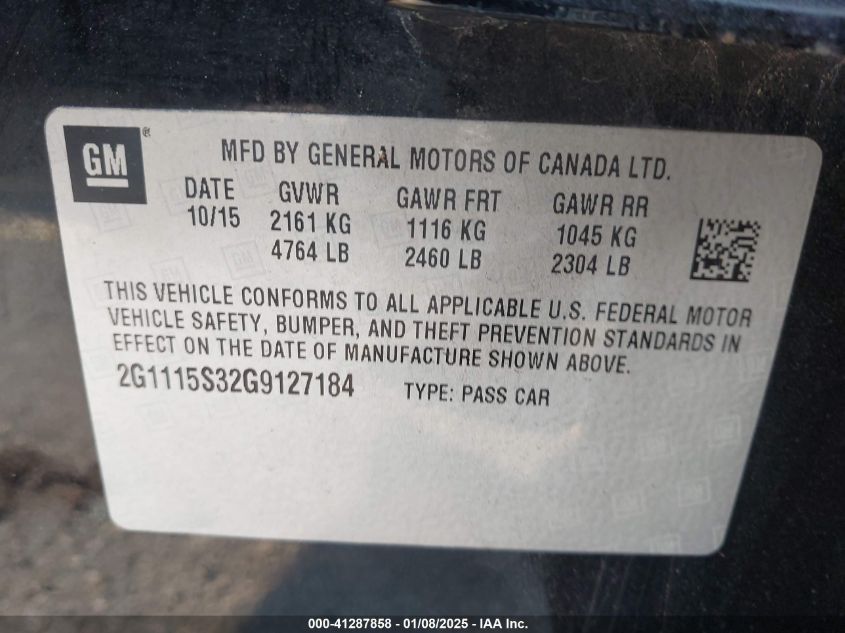 GM ®
MFD BY GENERAL MOTORS OF CANADA LTD.
DATE GVWR GAWR FRT GAWR RR
10/15 2161 KG 1116 KG 1045 KG
4764 LB 2460 LB 2304 LB
THIS VEHICLE CONFORMS TO ALL APPLICABLE U.S. FEDERAL MOTOR
VEHICLE SAFETY, BUMPER, AND THEFT PREVENTION STANDARDS IN
EFFECT ON THE DATE OF MANUFACTURE SHOWN ABOVE.
2G1115S32G9127184 TYPE: PASS CAR
000-41287858 - 01/08/2025 - IAA Inc.